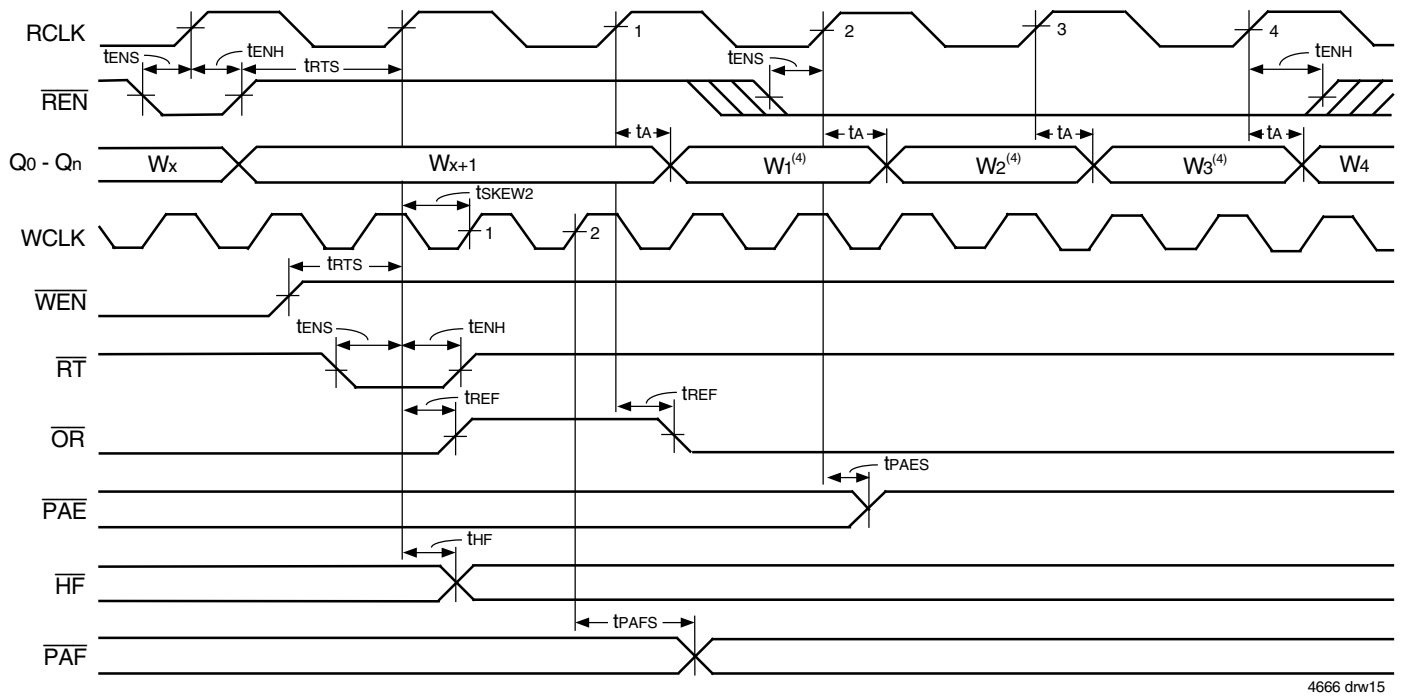 RCLK
1
2
3
4
tENS
tENH
tRTS
tENS
tENH
REN
tA
tA
tA
tA
Q0 - Qn
Wx
Wx+1
W1(4)
W2(4)
W3(4)
W4
tSKEW2
WCLK
1
2
tRTS
WEN
tENS
tENH
RT
tREF
tREF
OR
tPAES
PAE
tHF
HF
tPAFS
PAF
4666 drw15